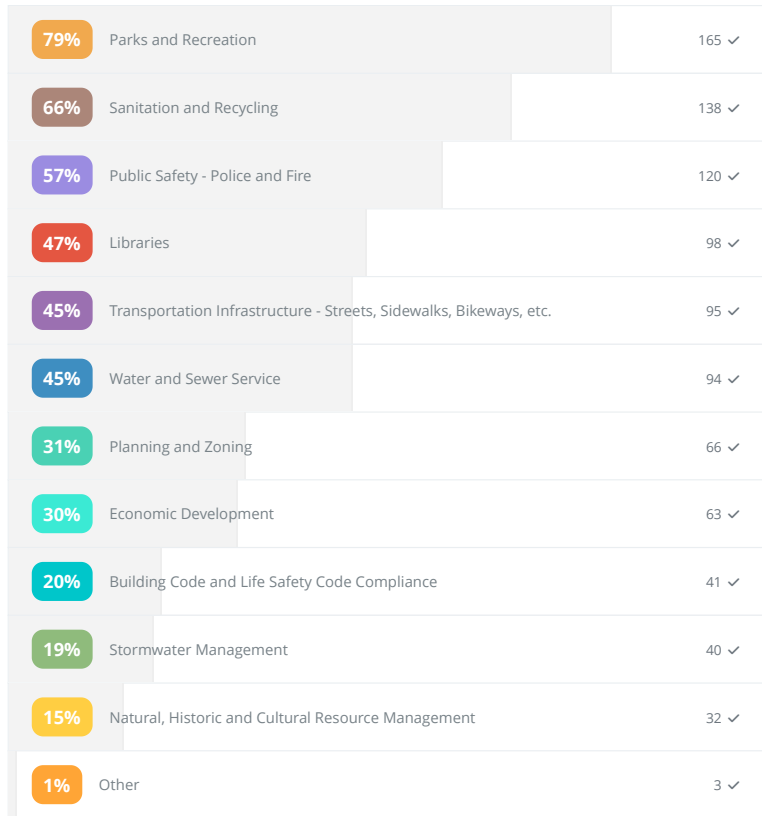 79% Parks and Recreation 165
66% Sanitation and Recycling 138
57% Public Safety - Police and Fire 120
47% Libraries 98
45% Transportation Infrastructure - Streets, Sidewalks, Bikeways, etc. 95
45% Water and Sewer Service 94
31% Planning and Zoning 66
30% Economic Development 63
20% Building Code and Life Safety Code Compliance 41
19% Stormwater Management 40
15% Natural, Historic and Cultural Resource Management 32
1% Other 3